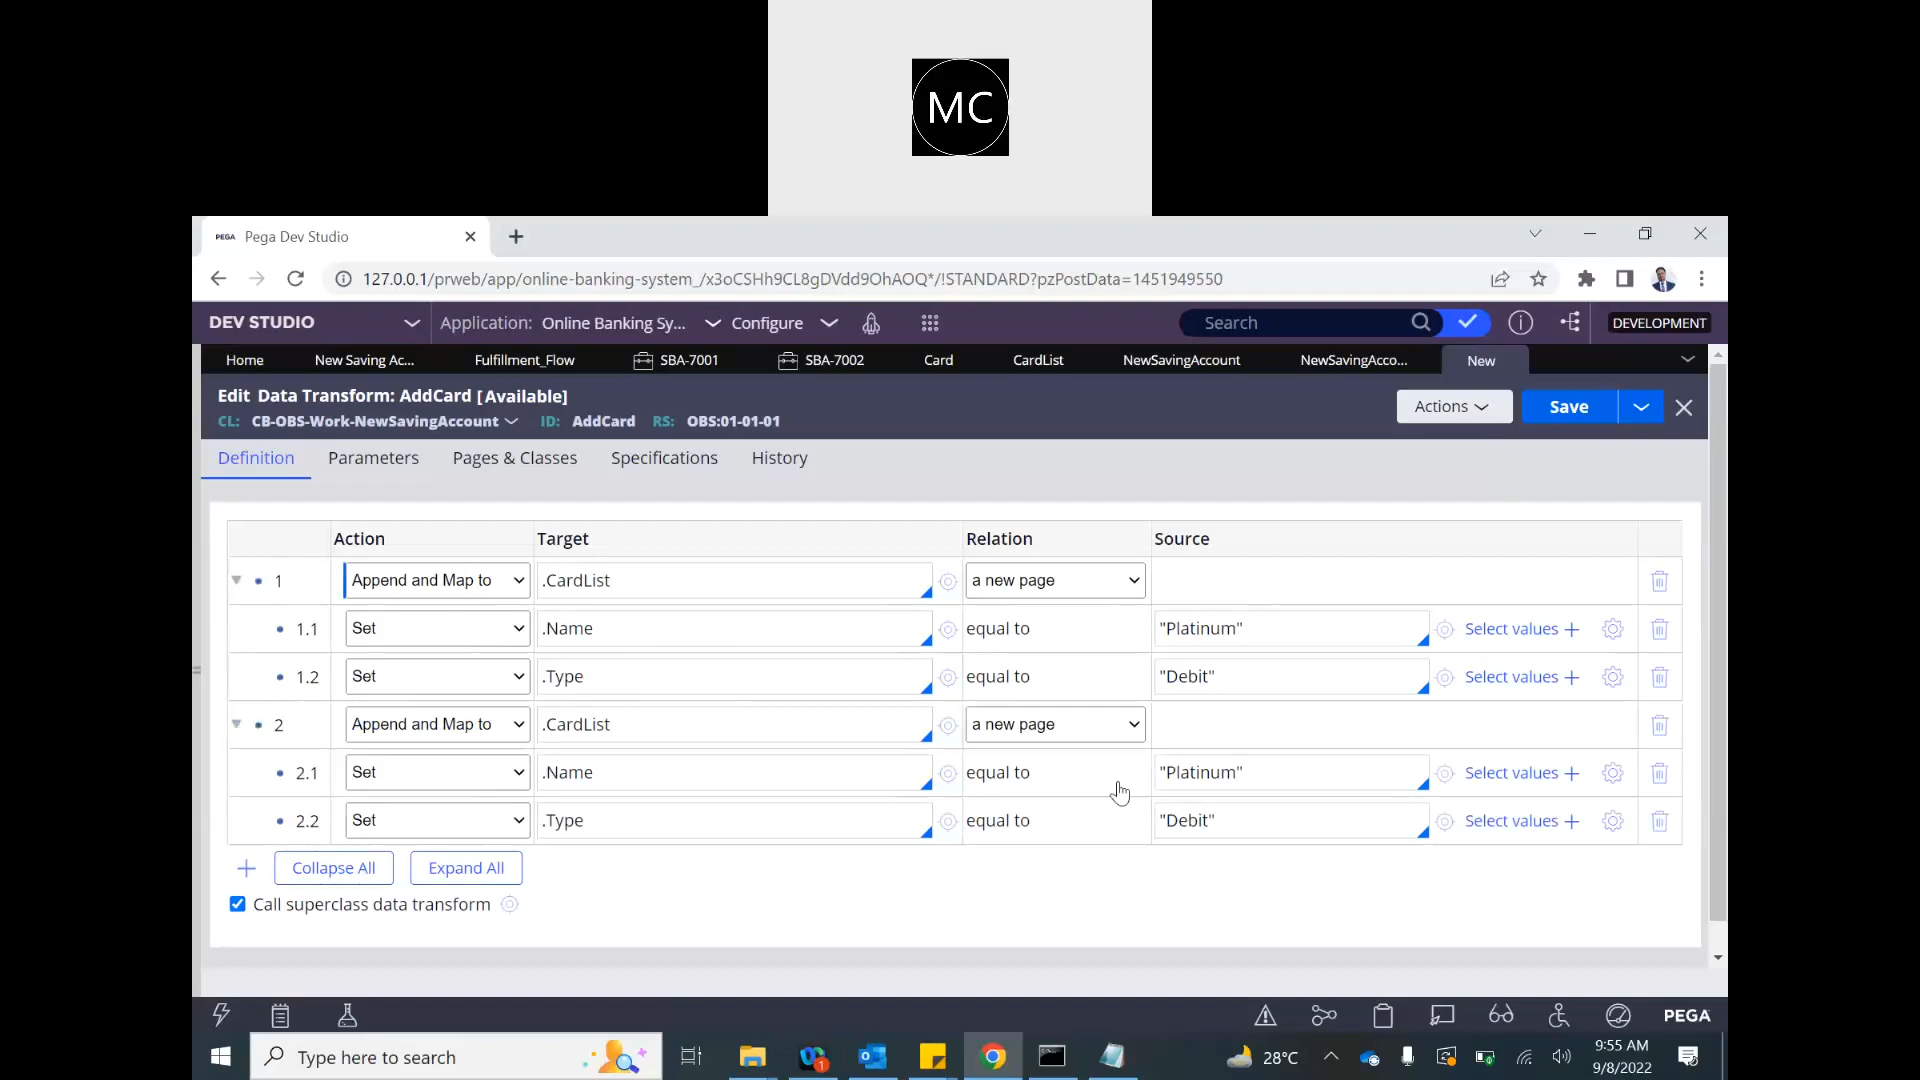 MC
PEGA Pega Dev Studio
127.0.0.1/prweb/app/online-banking-system_/x3oCSHh9CL8gDVdd9OhAOQ*/!STANDARD?pzPostData=1451949550
DEV STUDIO Application: Online Banking Sy... Configure Search DEVELOPMENT
Home New Saving Ac... Fulfillment_Flow SBA-7001 SBA-7002 Card CardList NewSavingAccount NewSavingAcco... New
Edit Data Transform: AddCard [Available]
Actions Save
CL: CB-OBS-Work-NewSavingAccount ID: AddCard RS: OBS:01-01-01
Definition Parameters Pages & Classes Specifications History
Action Target Relation Source
1 Append and Map to .CardList a new page
1.1 Set .Name equal to "Platinum" Select values
1.2 Set .Type equal to "Debit" Select values
2 Append and Map to .CardList a new page
2.1 Set .Name equal to "Platinum" Select values
2.2 Set .Type equal to "Debit" Select values
Collapse All Expand All
Call superclass data transform
PEGA
Type here to search 1 28°C 9:55 AM
9/8/2022